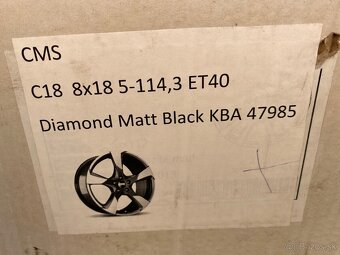 CMS
C18 8x18 5-114,3 ET40
Diamond Matt Black KBA 47985